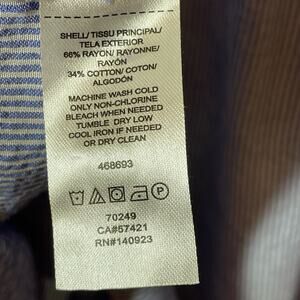 SHELL/ TISSU PRINCIPAL/
TELA EXTERIOR
66% RAYON/ RAYONNE/
RAYÓN
34% COTTON/ COTON/
ALGODÓN
MACHINE WASH COLD
ONLY NON-CHLORINE
BLEACH WHEN NEEDED
TUMBLE DRY LOW
COOL IRON IF NEEDED
OR DRY CLEAN
468693
P
70249
CA#57421
RN#140923